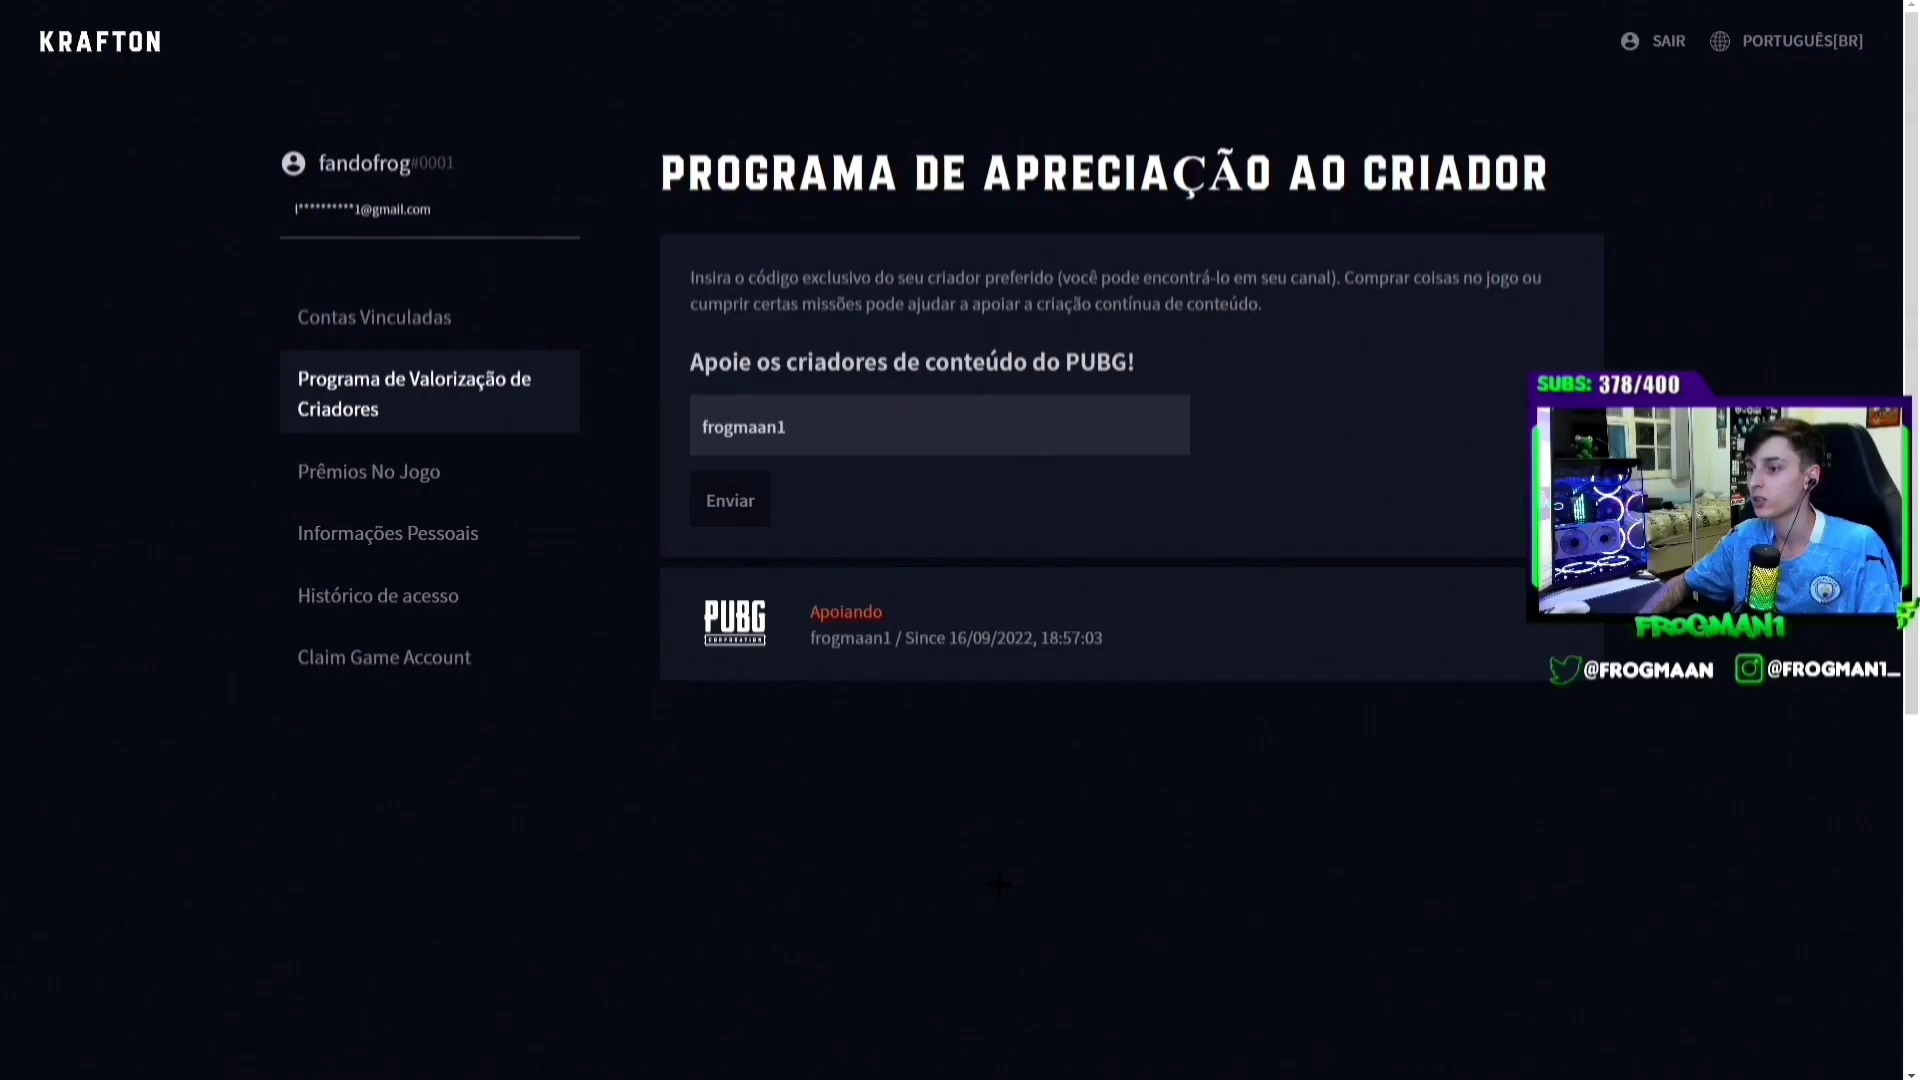 KRAFTON
SAIR
PORTUGUÊS[BR]
fandofrog#0001
l**********1@gmail.com
Contas Vinculadas
Programa de Valorização de
Criadores
Prêmios No Jogo
Informações Pessoais
Histórico de acesso
Claim Game Account
PROGRAMA DE APRECIAÇÃO AO CRIADOR
Insira o código exclusivo do seu criador preferido (você pode encontrá-lo em seu canal). Comprar coisas no jogo ou
cumprir certas missões pode ajudar a apoiar a criação contínua de conteúdo.
Apoie os criadores de conteúdo do PUBG!
frogmaan1
Enviar
PUBG
CORPORATION
Apoiando
frogmaan1 / Since 16/09/2022, 18:57:03
SUBS: 378/400
FROGMAN1
@FROGMAAN
@FROGMAN1_